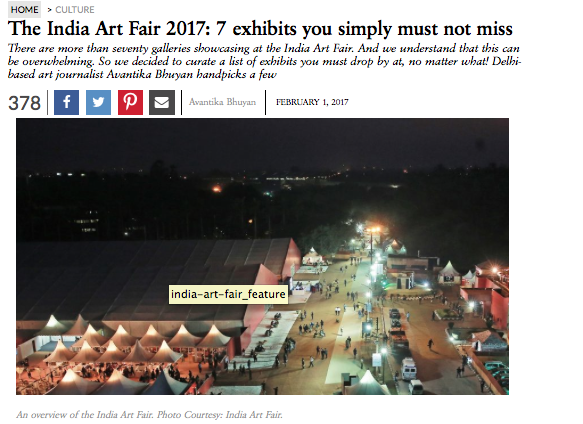 HOME > CULTURE
The India Art Fair 2017: 7 exhibits you simply must not miss
There are more than seventy galleries showcasing at the India Art Fair. And we understand that this can
be overwhelming. So we decided to curate a list of exhibits you must drop by at, no matter what! Delhi-
based art journalist Avantika Bhuyan handpicks a few
378 Avantika Bhuyan FEBRUARY 1, 2017
india-art-fair_feature
An overview of the India Art Fair. Photo Courtesy: India Art Fair.